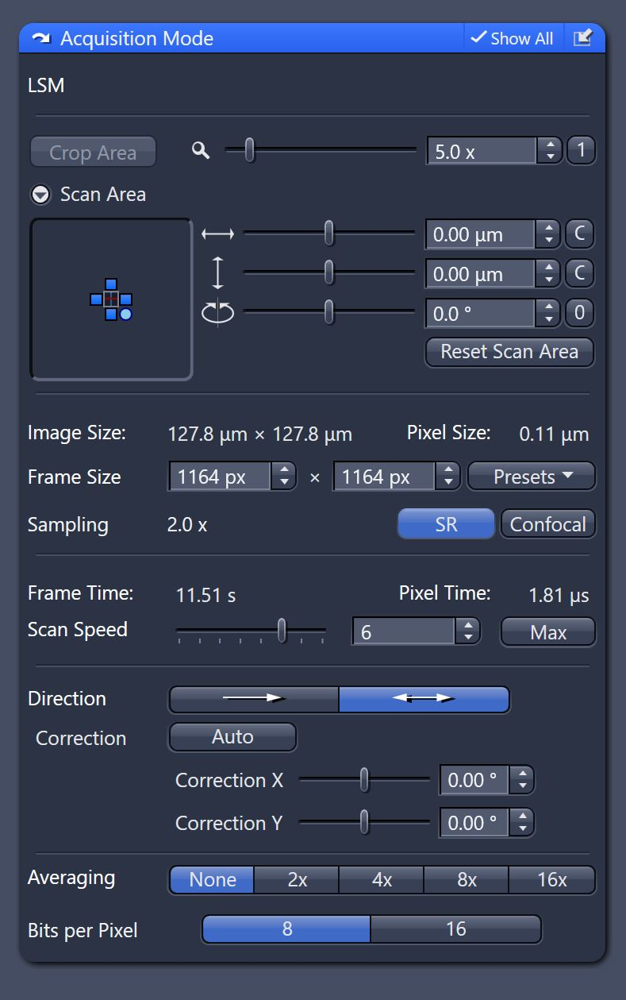 Acquisition Mode Show All
LSM
Crop Area 5.0 x 1
Scan Area
0.00 µm C
0.00 µm C
0.0 ° 0
Reset Scan Area
Image Size: 127.8 µm × 127.8 µm Pixel Size: 0.11 µm
Frame Size 1164 px × 1164 px Presets
Sampling 2.0 x SR Confocal
Frame Time: 11.51 s Pixel Time: 1.81 µs
Scan Speed 6 Max
Direction
Correction Auto
Correction X 0.00 °
Correction Y 0.00 °
Averaging None 2x 4x 8x 16x
Bits per Pixel 8 16